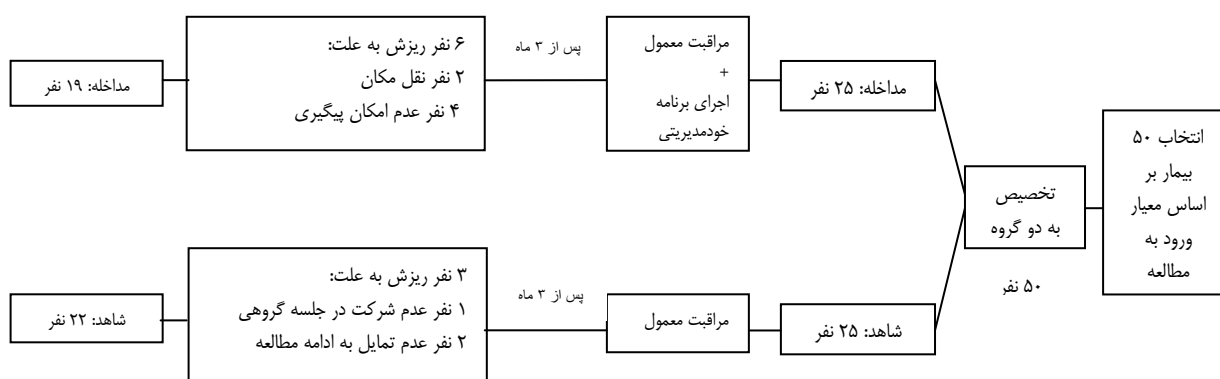 انتخاب ۵۰
بیمار بر
اساس معیار
ورود به
مطالعه
تخصیص
به دو گروه
۵۰ نفر
مداخله: ۲۵ نفر
مراقبت معمول
+
اجرای برنامه
خودمدیریتی
پس از ۳ ماه
۶ نفر ریزش به علت:
۲ نفر نقل مکان
۴ نفر عدم امکان پیگیری
مداخله: ۱۹ نفر
شاهد: ۲۵ نفر
مراقبت معمول
پس از ۳ ماه
۳ نفر ریزش به علت:
۱ نفر عدم شرکت در جلسه گروهی
۲ نفر عدم تمایل به ادامه مطالعه
شاهد: ۲۲ نفر